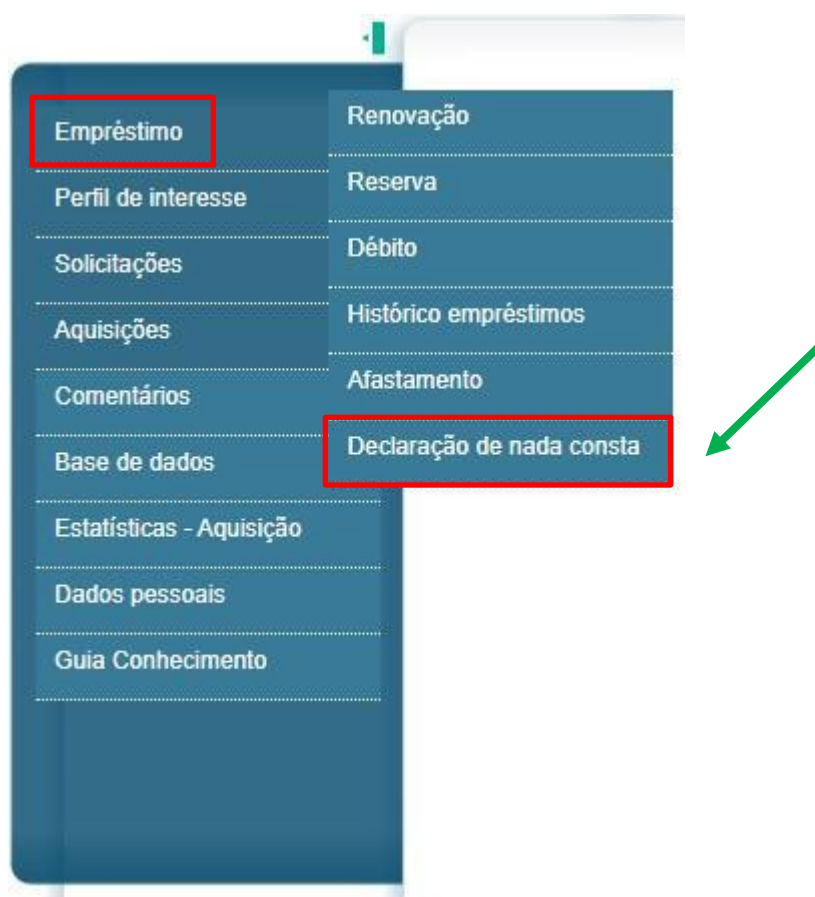 Empréstimo
Perfil de interesse
Solicitações
Aquisições
Comentários
Base de dados
Estatísticas - Aquisição
Dados pessoais
Guia Conhecimento
Renovação
Reserva
Débito
Histórico empréstimos
Afastamento
Declaração de nada consta